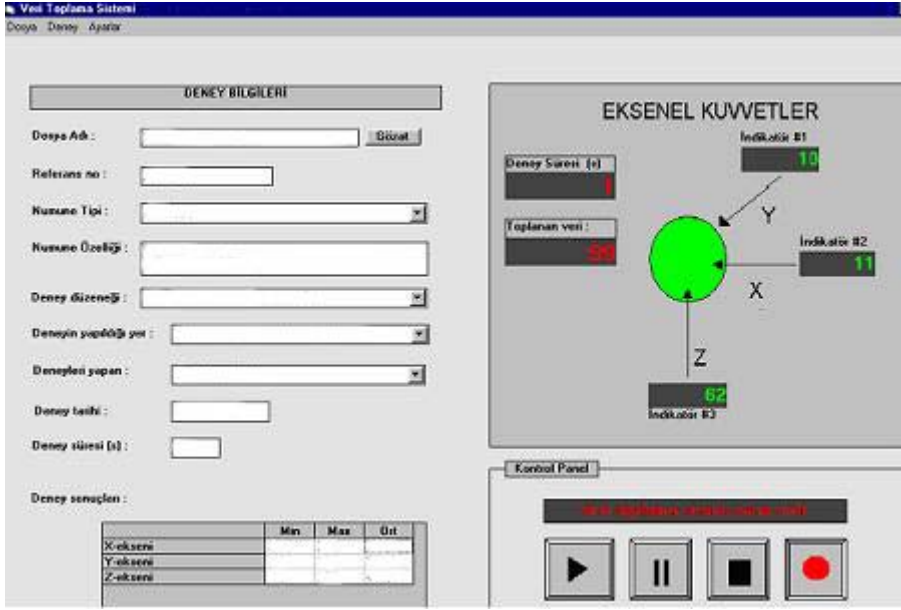 Veri Toplama Sistemi
Dosya Deney Ayarlar
DENEY BİLGİLERİ
Dosya Adı :
Gözat
Referans no :
Numune Tipi :
Numune Özelliği :
Deney düzeneği :
Deneyin yapıldığı yer :
Deneyleri yapan :
Deney tarihi :
Deney süresi (s) :
Deney sonuçları :
Min Max Ort
X-ekseni
Y-ekseni
Z-ekseni
EKSENEL KUVVETLER
İndikatör #1
10
Deney Süresi (s)
1
Y
Toplanan veri :
İndikatör #2
11
X
Z
62
İndikatör #3
Kontrol Panel